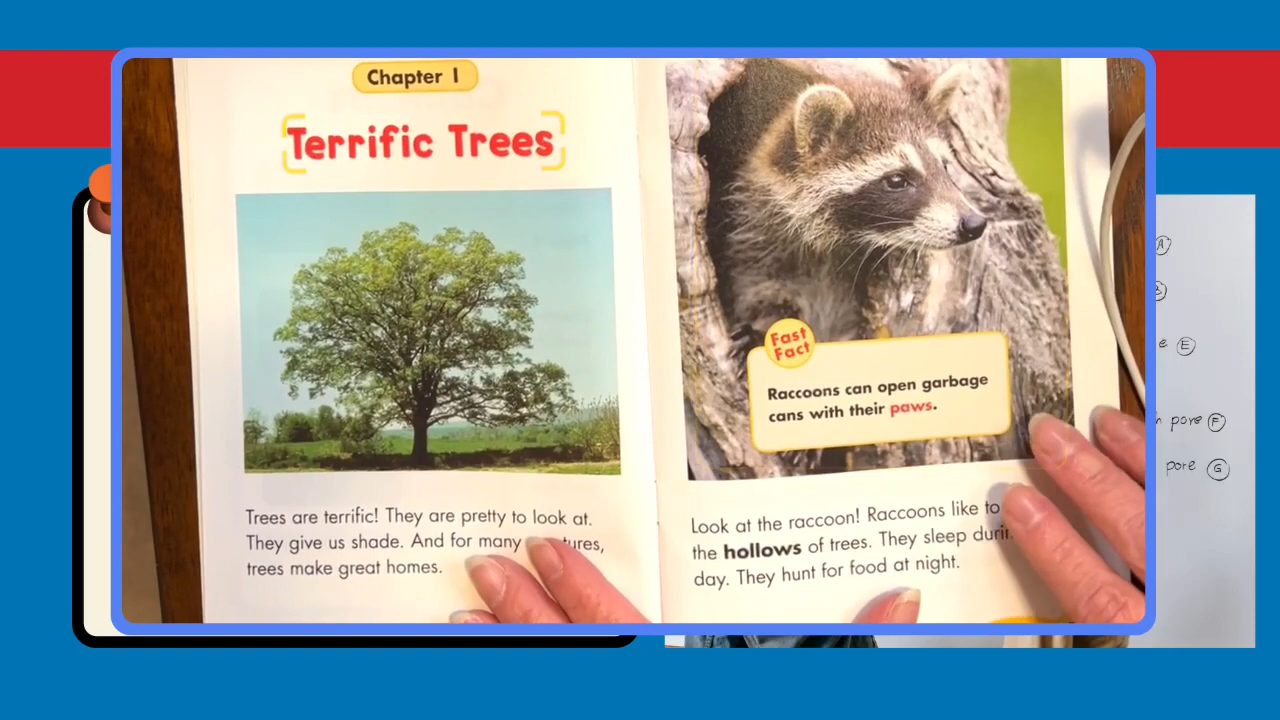 Chapter 1
Terrific Trees
Trees are terrific! They are pretty to look at.
They give us shade. And for many
trees make great homes.
Fast
Fact
Raccoons can open garbage
cans with their paws.
Look at the raccoon! Raccoons like to
the hollows of trees. They sleep
day. They hunt for food at night.
A
E
pore F
pore G